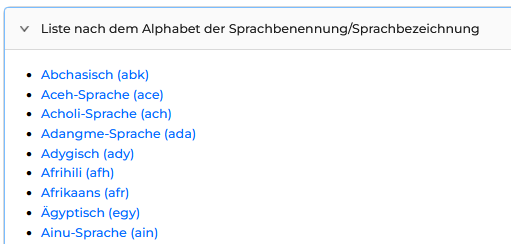 Liste nach dem Alphabet der Sprachbenennung/Sprachbezeichnung
Abchasisch (abk)
Aceh-Sprache (ace)
Acholi-Sprache (ach)
Adangme-Sprache (ada)
Adygisch (ady)
Afrihili (afh)
Afrikaans (afr)
Ägyptisch (egy)
Ainu-Sprache (ain)